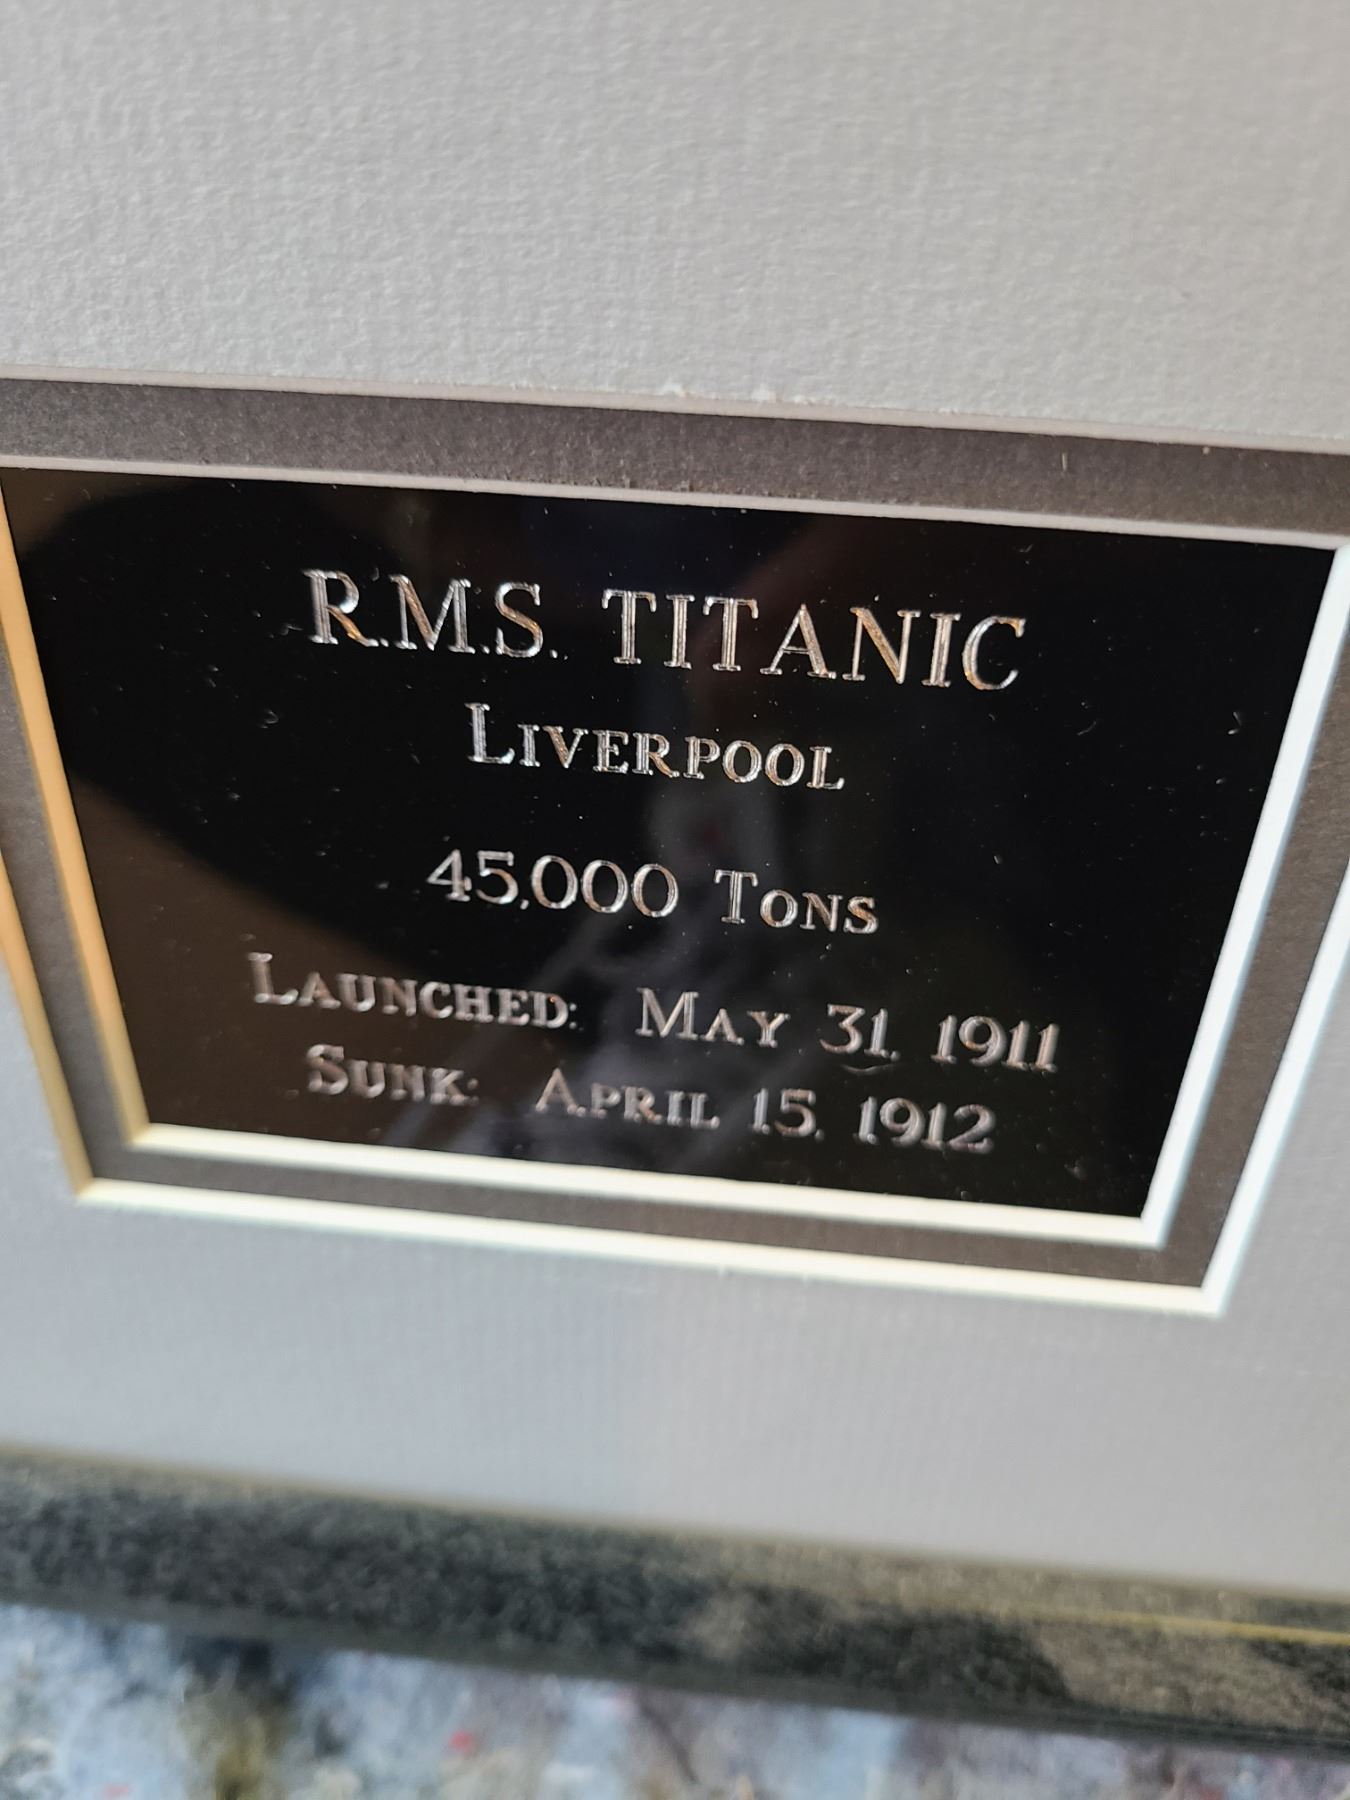 R.M.S. TITANIC
LIVERPOOL
45,000 TONS
LAUNCHED: MAY 31, 1911
SUNK: APRIL 15, 1912